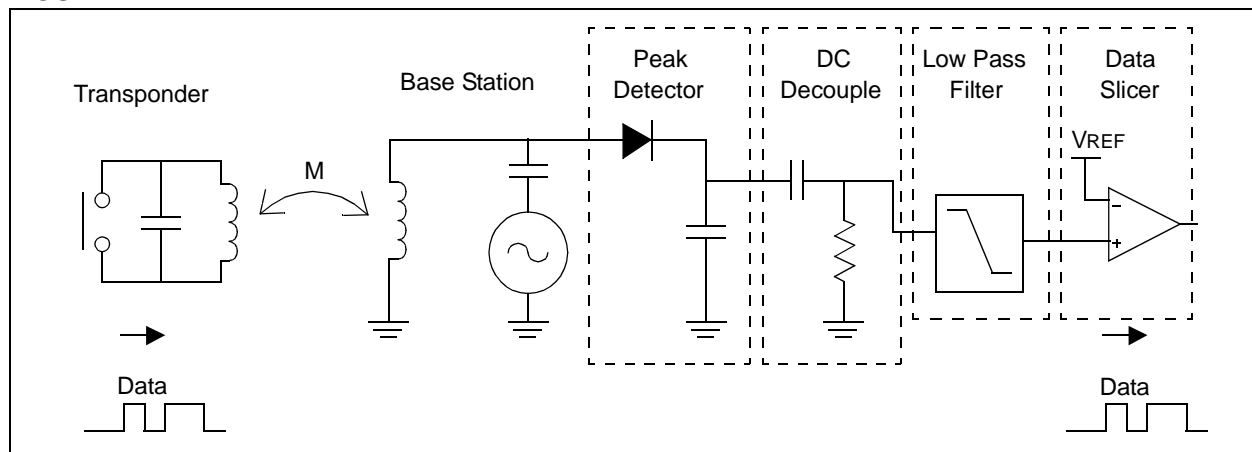 Transponder
Base Station
Peak
Detector
DC
Decouple
Low Pass
Filter
Data
Slicer
M
VREF
−
+
Data
Data